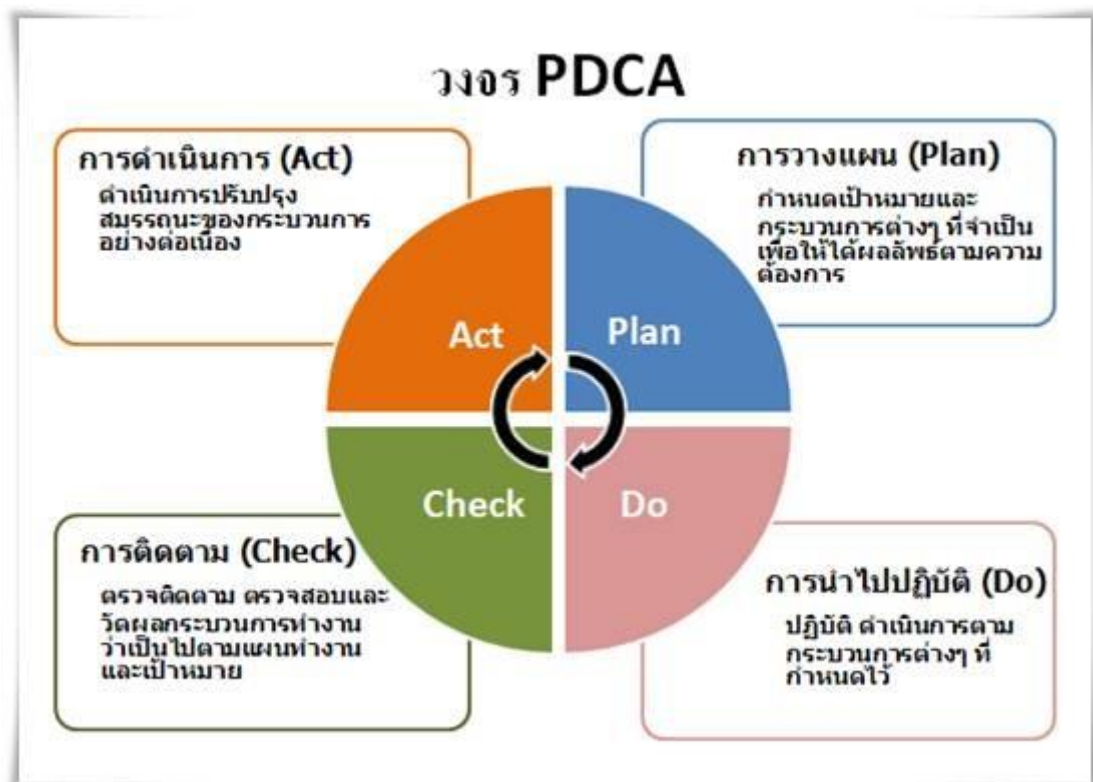 วงจร PDCA
การดำเนินการ (Act)
ดำเนินการปรับปรุง
สมรรถนะของกระบวนการ
อย่างต่อเนื่อง
การวางแผน (Plan)
กำหนดเป้าหมายและ
กระบวนการต่างๆ ที่จำเป็น
เพื่อให้ได้ผลลัพธ์ตามความ
ต้องการ
Act
Plan
Check
Do
การติดตาม (Check)
ตรวจติดตาม ตรวจสอบและ
วัดผลกระบวนการทำงาน
ว่าเป็นไปตามแผนทำงาน
และเป้าหมาย
การนำไปปฏิบัติ (Do)
ปฏิบัติ ดำเนินการตาม
กระบวนการต่างๆ ที่
กำหนดไว้